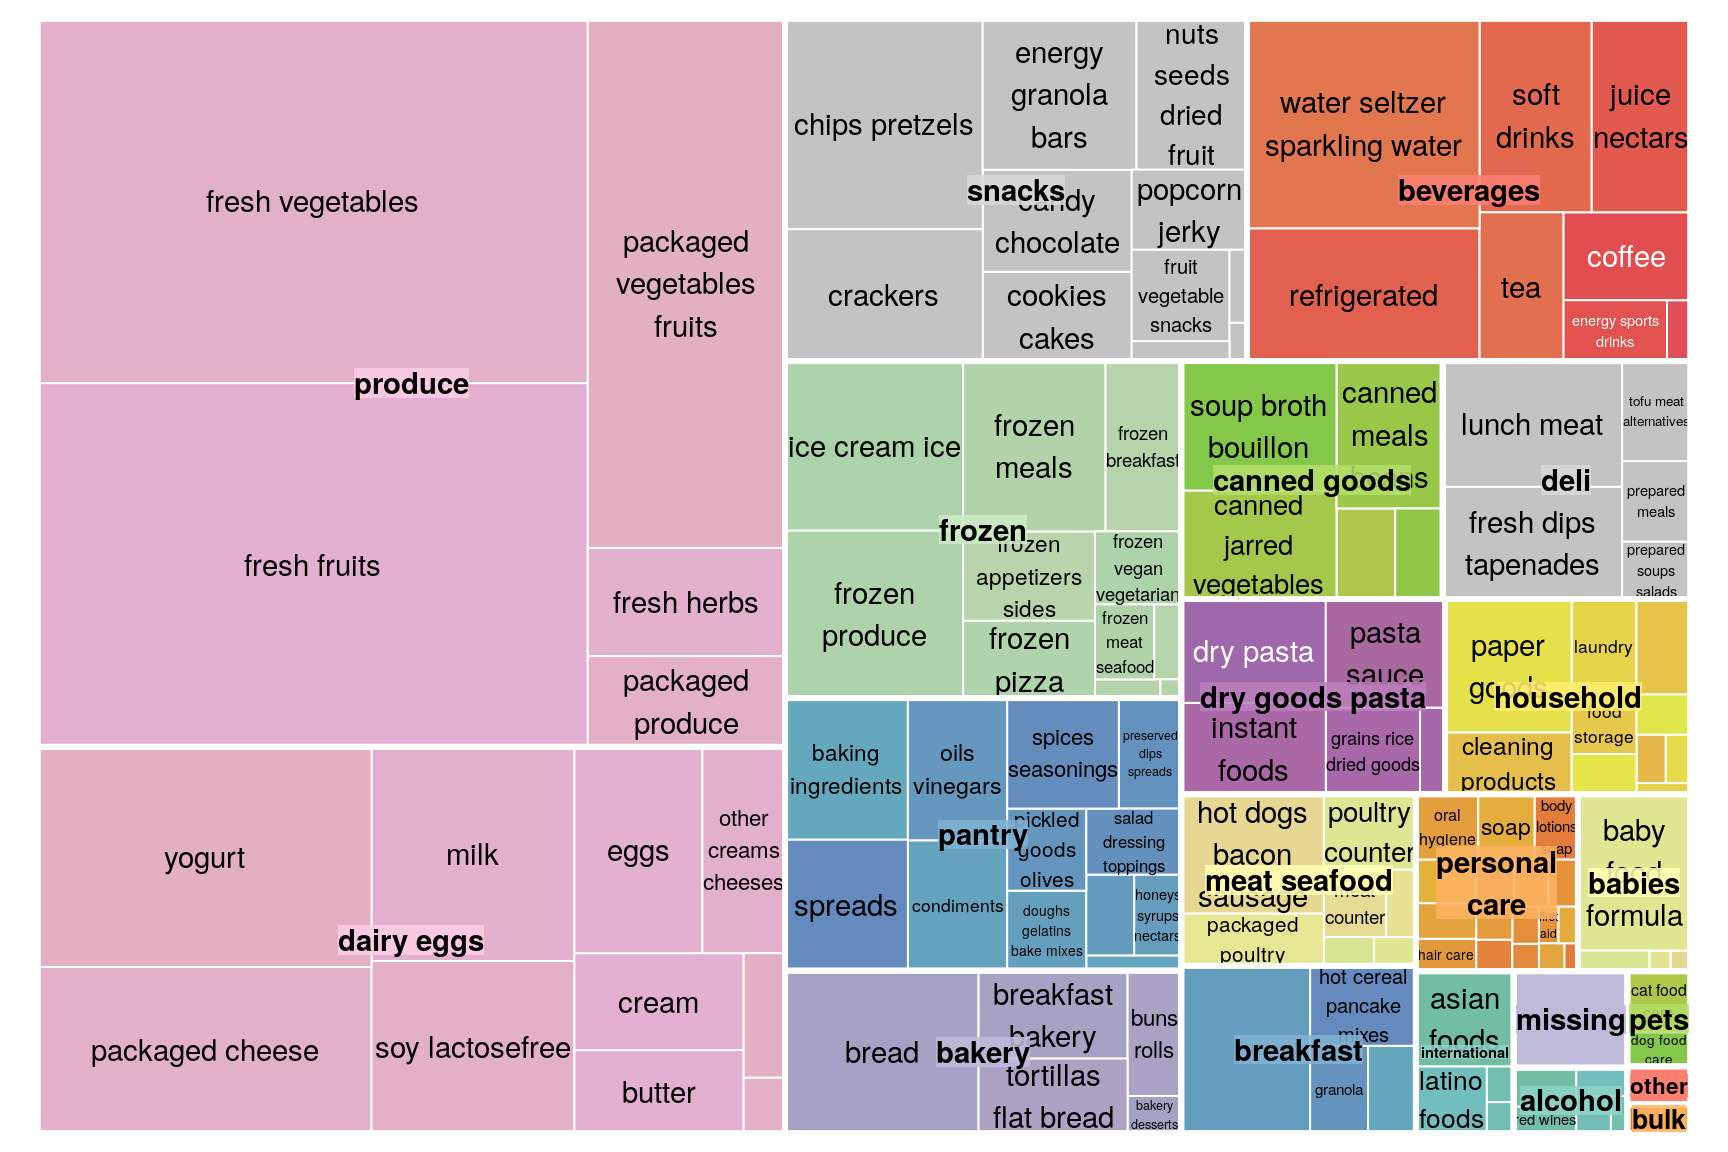 fresh vegetables
fresh fruits
packaged
vegetables
fruits
fresh herbs
packaged
produce
produce
yogurt
packaged cheese
milk
soy lactosefree
eggs
other
creams
cheeses
cream
butter
dairy eggs
chips pretzels
crackers
energy
granola
bars
nuts
seeds
dried
fruit
candy
chocolate
cookies
cakes
popcorn
jerky
fruit
vegetable
snacks
snacks
water seltzer
sparkling water
refrigerated
soft
drinks
juice
nectars
tea
coffee
energy sports
drinks
beverages
ice cream ice
frozen
produce
frozen
meals
frozen
breakfast
frozen
appetizers
sides
frozen
pizza
frozen
vegan
vegetarian
frozen
meat
seafood
frozen
soup broth
bouillon
canned
jarred
vegetables
canned
meals
beans
canned goods
lunch meat
fresh dips
tapenades
tofu meat
alternatives
prepared
meals
prepared
soups
salads
deli
dry pasta
instant
foods
pasta
sauce
grains rice
dried goods
dry goods pasta
paper
goods
cleaning
products
laundry
food
storage
household
baking
ingredients
spreads
oils
vinegars
condiments
spices
seasonings
preserved
dips
spreads
pickled
goods
olives
doughs
gelatins
bake mixes
salad
dressing
toppings
honeys
syrups
nectars
pantry
hot dogs
bacon
sausage
packaged
poultry
poultry
counter
meat
counter
meat seafood
oral
hygiene
soap
body
lotions
hair care
first
aid
personal
care
baby
food
formula
babies
bread
breakfast
bakery
tortillas
flat bread
buns
rolls
bakery
desserts
bakery
hot cereal
pancake
mixes
granola
breakfast
asian
foods
latino
foods
international
missing
red wines
alcohol
cat food
dog food
care
pets
other
bulk